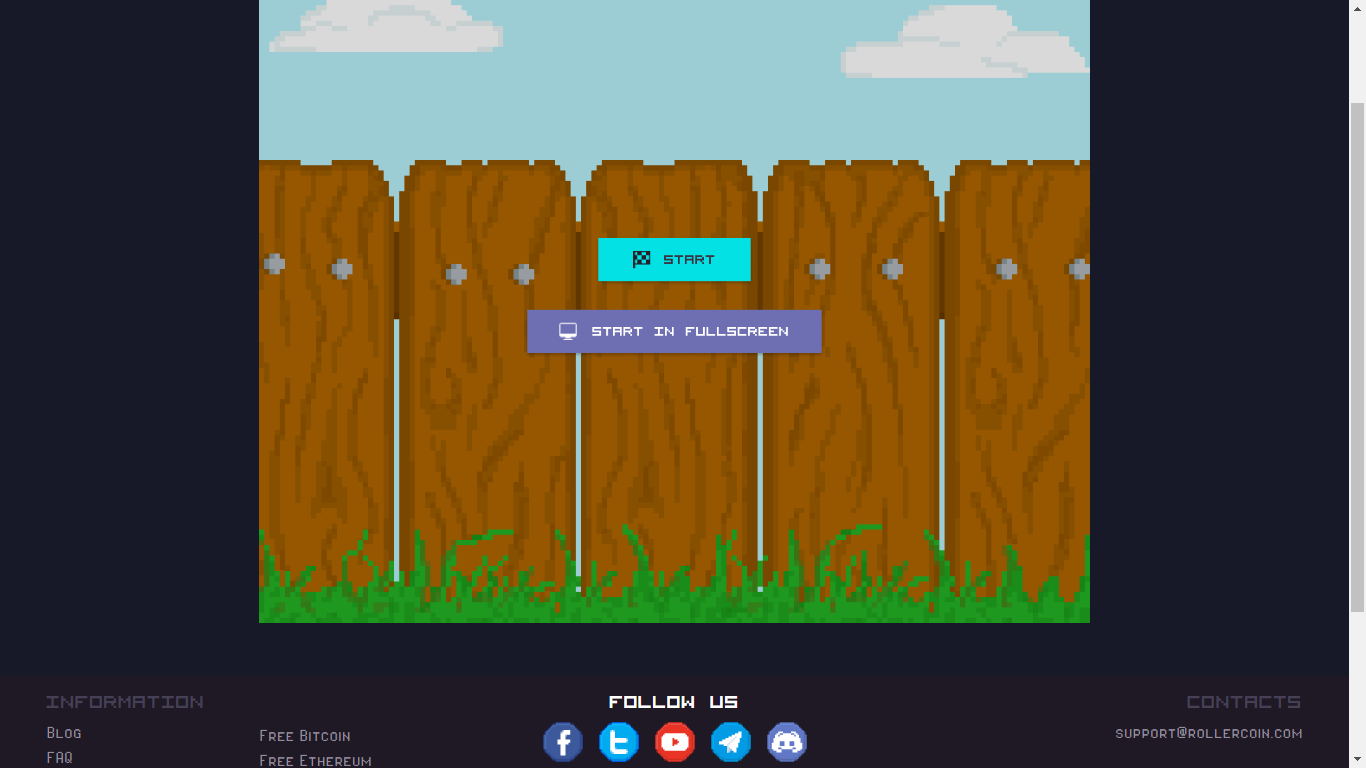 START
START IN FULLSCREEN
INFORMATION
FOLLOW US
CONTACTS
BLOG
FREE BITCOIN
SUPPORT@ROLLERCOIN.COM
FAQ
FREE ETHEREUM